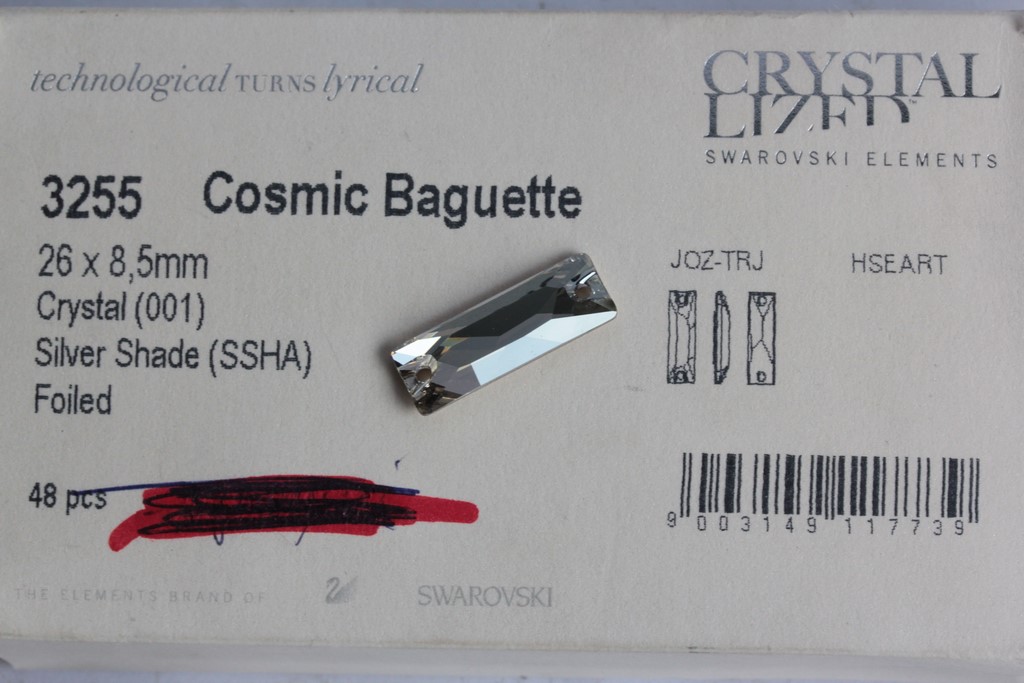 technological TURNS lyrical
CRYSTAL
LIZED™
SWAROVSKI ELEMENTS
3255 Cosmic Baguette
26 x 8,5mm
Crystal (001)
Silver Shade (SSHA)
Foiled
JOZ-TRJ HSEART
48 pcs
9 003149 117739
THE ELEMENTS BRAND OF SWAROVSKI